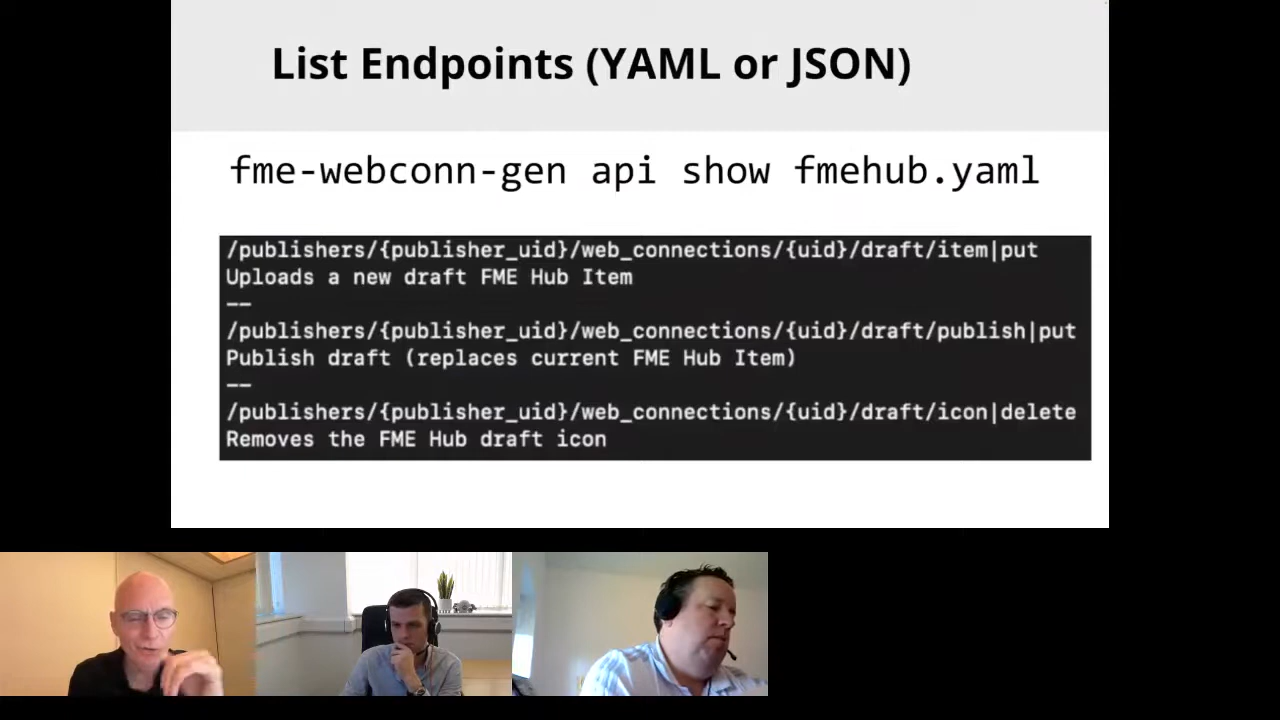 List Endpoints (YAML or JSON)
fme-webconn-gen api show fmehub.yaml
/publishers/{publisher_uid}/web_connections/{uid}/draft/item|put
Uploads a new draft FME Hub Item
--
/publishers/{publisher_uid}/web_connections/{uid}/draft/publish|put
Publish draft (replaces current FME Hub Item)
--
/publishers/{publisher_uid}/web_connections/{uid}/draft/icon|delete
Removes the FME Hub draft icon